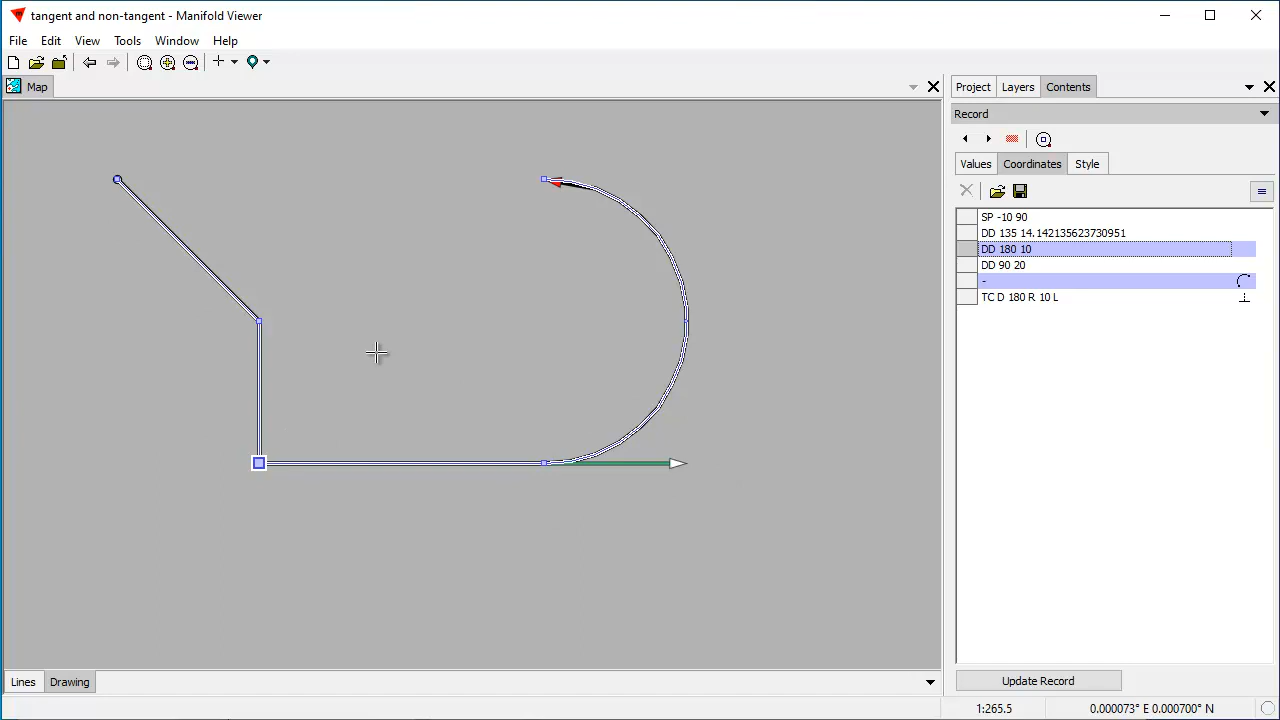 tangent and non-tangent - Manifold Viewer
File Edit View Tools Window Help
Map
Project Layers Contents
Record
Values Coordinates Style
SP -10 90
DD 135 14.142135623730951
DD 180 10
DD 90 20
-
TC D 180 R 10 L
Update Record
Lines Drawing
1:265.5 0.000073° E 0.000700° N